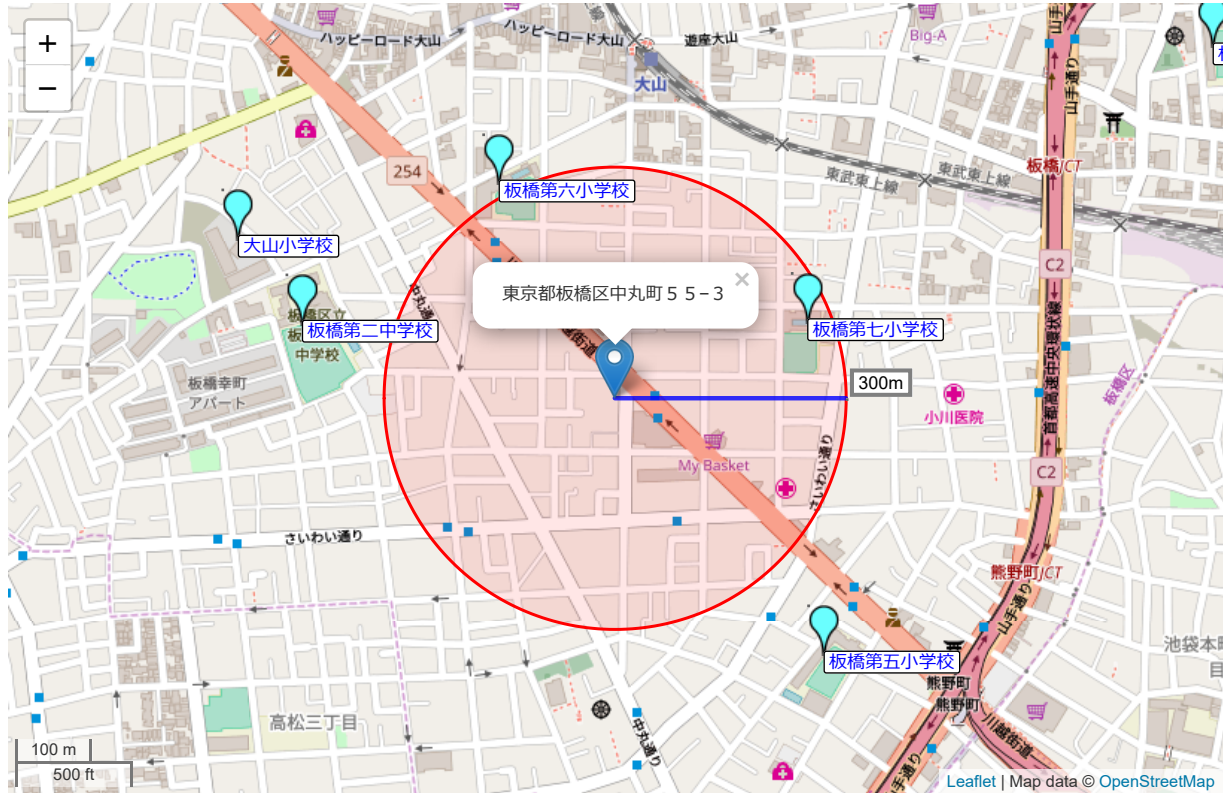 +
−
ハッピーロード大山
ハッピーロード大山
遊座大山
大山
Big-A
山手通り
山手通り
254
板橋第六小学校
大山小学校
東武東上線
東武東上線
板橋JCT
C2
東京都板橋区中丸町５５−３
×
中丸通り
板橋区立
中学校
板橋第二中学校
板橋第七小学校
300m
板橋幸町
アパート
小川医院
首都高速中央環状線
板橋区
My Basket
さいわい通り
C2
さいわい通り
熊野町JCT
山手通り
板橋第五小学校
熊野町
熊野町
高松三丁目
中丸通り
川越街道
100 m
500 ft
Leaflet | Map data © OpenStreetMap